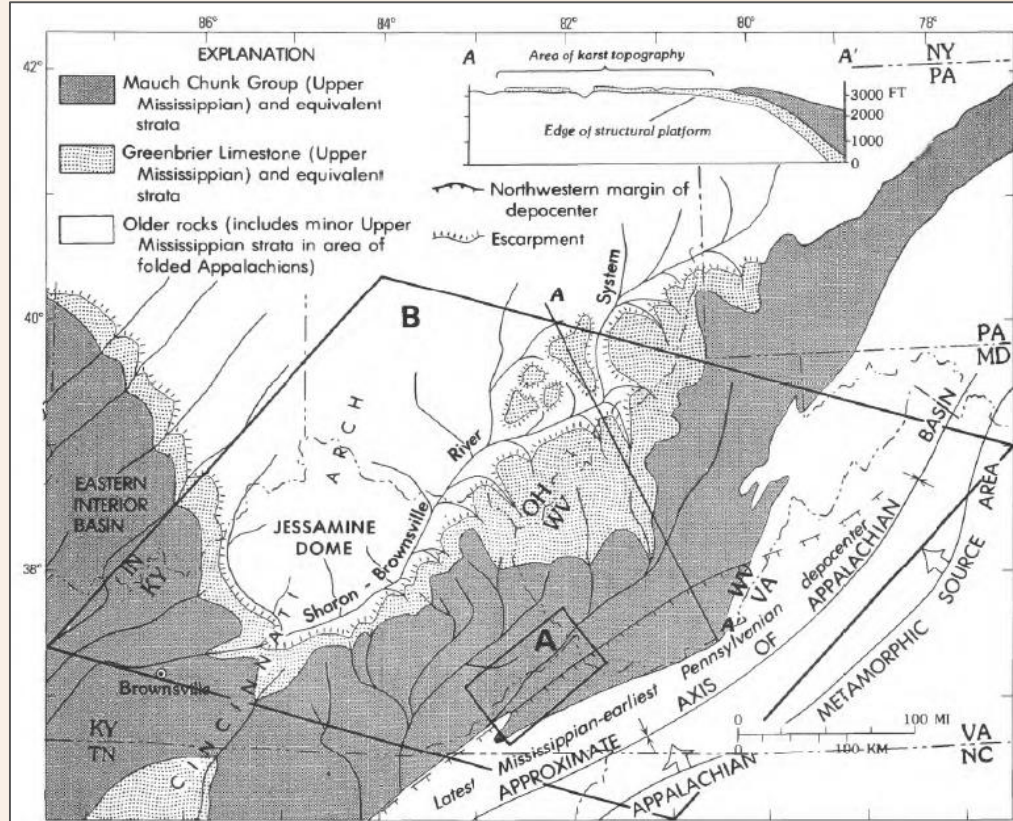 86° 84° 82° 80° 78°
42°
40°
38°
EXPLANATION
Mauch Chunk Group (Upper
Mississippian) and equivalent
strata
Greenbrier Limestone (Upper
Mississippian) and equivalent
strata
Older rocks (includes minor Upper
Mississippian strata in area of
folded Appalachians)
A A'
Area of karst topography
3000 FT
2000
1000
0
Edge of structural platform
Northwestern margin of
depocenter
Escarpment
NY
PA
B
A
System
River
PA
MD
ARCH
EASTERN
INTERIOR
BASIN
JESSAMINE
DOME
OH
WV
IN
KY
Sharon - Brownsville
CINCINNATI
Brownsville
A
WV
VA
A'
BASIN
APPALACHIAN
OF
AXIS
APPROXIMATE
Latest Mississippian-earliest Pennsylvanian depocenter
AREA
SOURCE
METAMORPHIC
APPALACHIAN
KY
TN
0 100 MI
0 100 KM
VA
NC